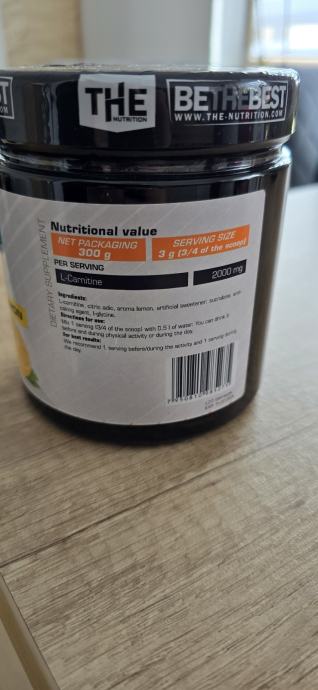 THE
NUTRITION
BETHEBEST
WWW.THE-NUTRITION.COM
DIETARY SUPPLEMENT
Nutritional value
NET PACKAGING
300 g
SERVING SIZE
3 g (3/4 of the scoop)
PER SERVING
L-Carnitine
2000 mg
Ingredients:
L-carnitine, citric acid, aroma lemon, artificial sweetener: sucralose, anti-
caking agent, l-glycine.
Directions for use:
Mix 1 serving (3/4 of the scoop) with 0,5 l of water. You can drink it
before and during physical activity or during the day.
For best results:
We recommend 1 serving before/during the activity and 1 serving during
the day.